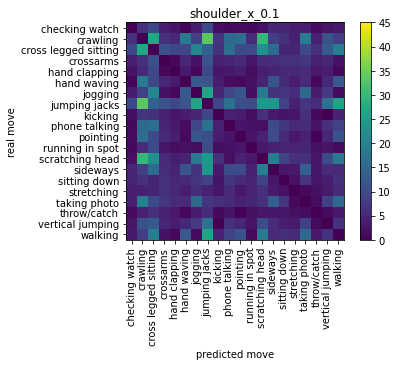 shoulder_x_0.1
real move
checking watch
crawling
cross legged sitting
crossarms
hand clapping
hand waving
jogging
jumping jacks
kicking
phone talking
pointing
running in spot
scratching head
sideways
sitting down
stretching
taking photo
throw/catch
vertical jumping
walking
checking watch
crawling
cross legged sitting
crossarms
hand clapping
hand waving
jogging
jumping jacks
kicking
phone talking
pointing
running in spot
scratching head
sideways
sitting down
stretching
taking photo
throw/catch
vertical jumping
walking
predicted move
45
40
35
30
25
20
15
10
5
0